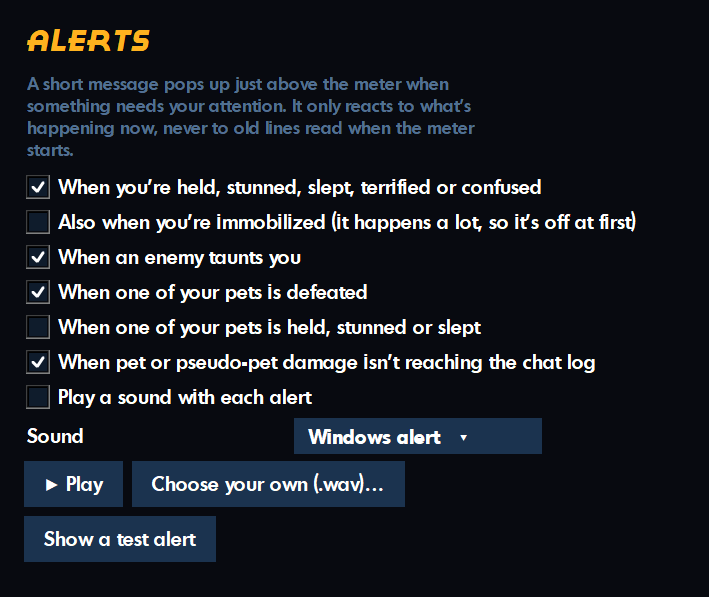 ALERTS
A short message pops up just above the meter when
something needs your attention. It only reacts to what's
happening now, never to old lines read when the meter
starts.
When you're held, stunned, slept, terrified or confused
Also when you're immobilized (it happens a lot, so it's off at first)
When an enemy taunts you
When one of your pets is defeated
When one of your pets is held, stunned or slept
When pet or pseudo-pet damage isn't reaching the chat log
Play a sound with each alert
Sound
Windows alert ▾
► Play
Choose your own (.wav)...
Show a test alert